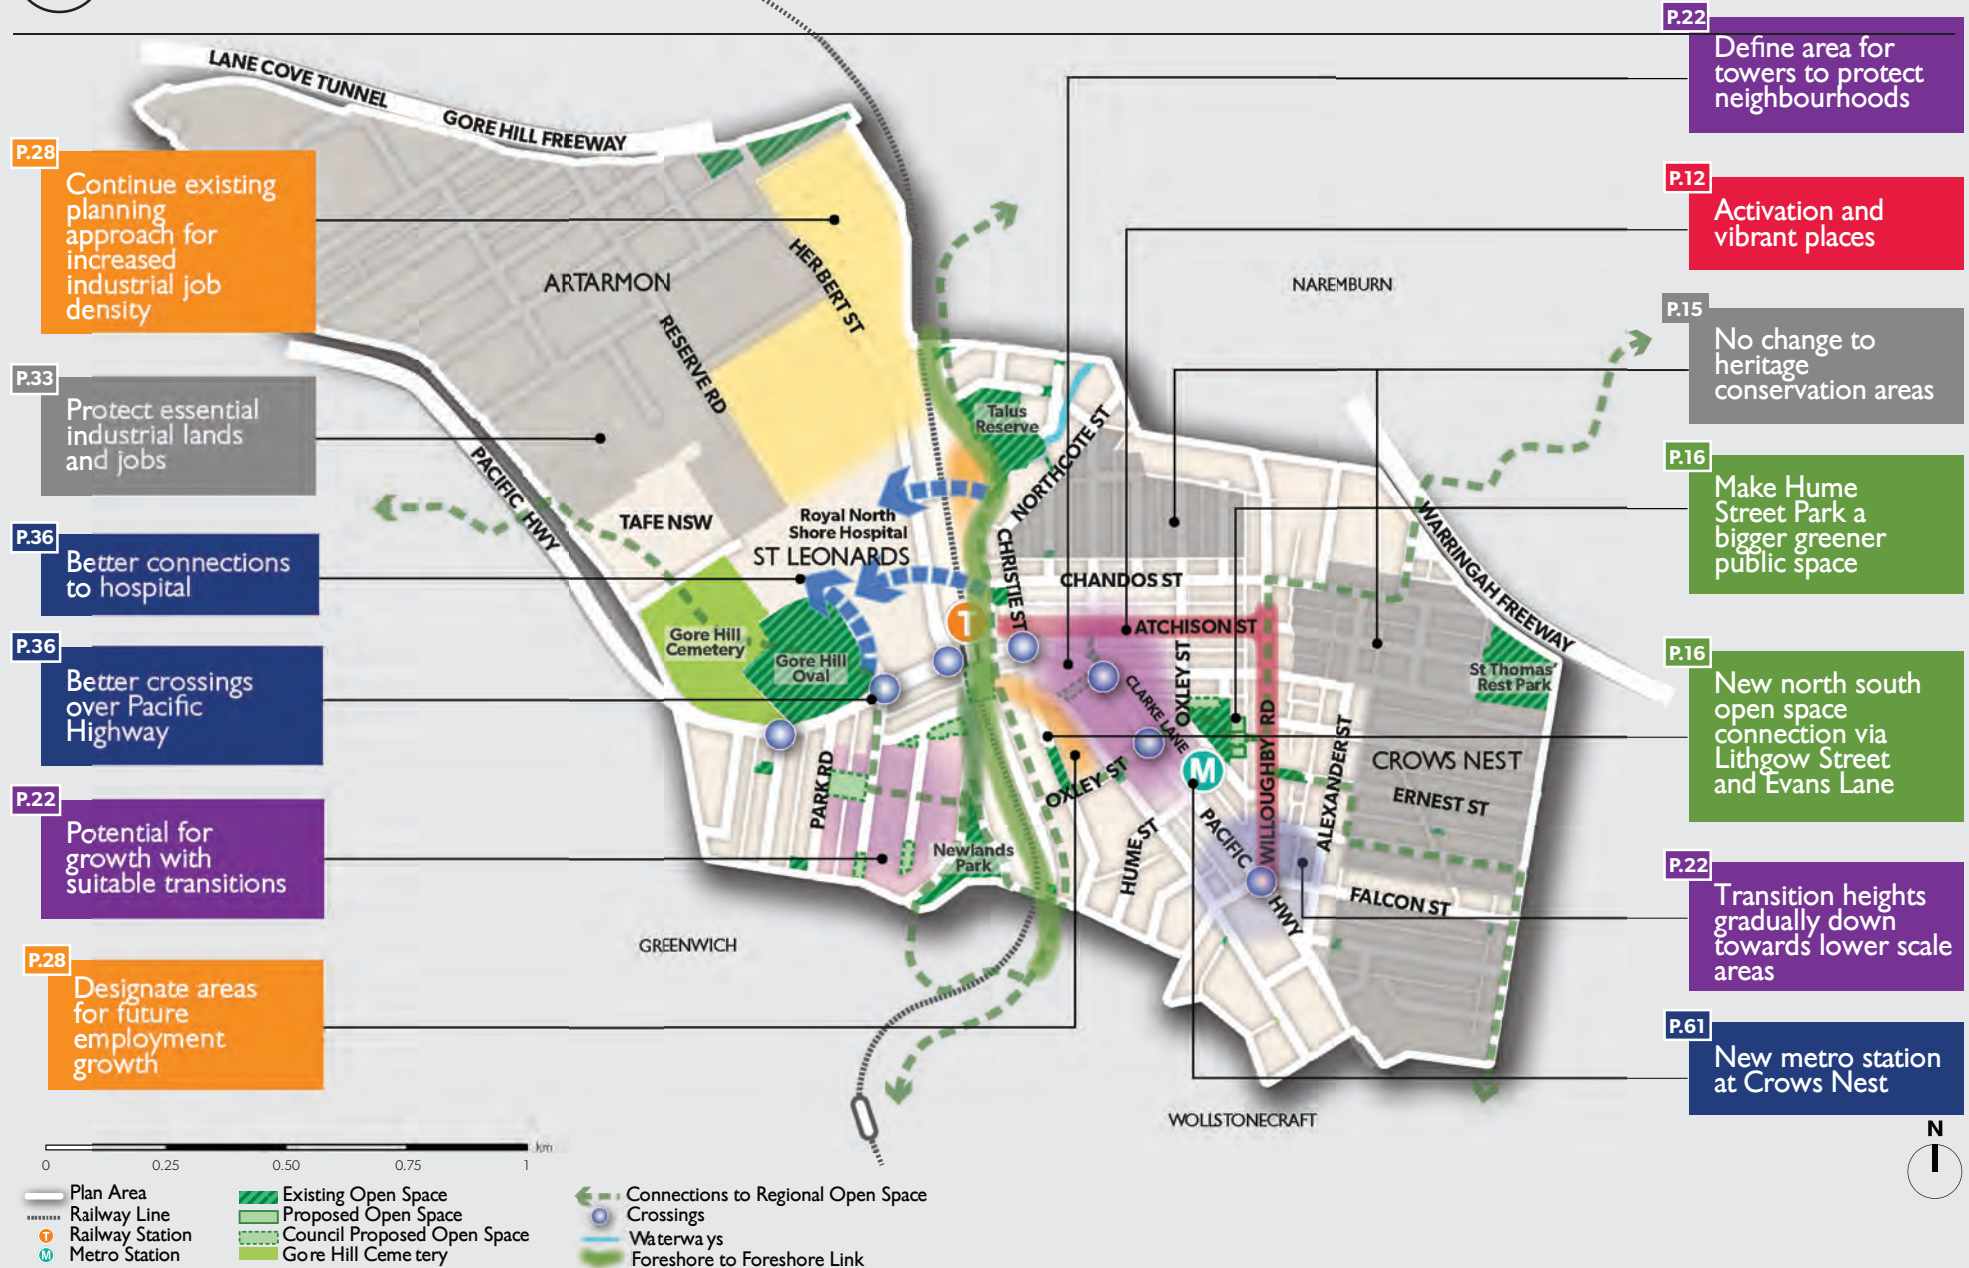 P.28
Continue existing
planning
approach for
increased
industrial job
density
P.33
Protect essential
industrial lands
and jobs
P.36
Better connections
to hospital
P.36
Better crossings
over Pacific
Highway
P.22
Potential for
growth with
suitable transitions
P.28
Designate areas
for future
employment
growth
LANE COVE TUNNEL
GORE HILL FREEWAY
ARTARMON
HERBERT ST
RESERVE RD
PACIFIC HWY
TAFE NSW
Royal North
Shore Hospital
ST LEONARDS
Gore Hill
Cemetery
Gore Hill
Oval
PARK RD
Newlands
Park
GREENWICH
Talus
Reserve
NORTHCOTE ST
CHRISTIE ST
CHANDOS ST
T
ATCHISON ST
OXLEY ST
CLARKE LANE
OXLEY ST
M
HUME ST
PACIFIC
HWY
WILLOUGHBY RD
ALEXANDER ST
CROWS NEST
ERNEST ST
FALCON ST
St Thomas'
Rest Park
WARRINGAH FREEWAY
NAREMBURN
WOLLSTONECRAFT
P.22
Define area for
towers to protect
neighbourhoods
P.12
Activation and
vibrant places
P.15
No change to
heritage
conservation areas
P.16
Make Hume
Street Park a
bigger greener
public space
P.16
New north south
open space
connection via
Lithgow Street
and Evans Lane
P.22
Transition heights
gradually down
towards lower scale
areas
P.61
New metro station
at Crows Nest
N
km
0 0.25 0.50 0.75 1
Plan Area
Railway Line
T Railway Station
M Metro Station
Existing Open Space
Proposed Open Space
Council Proposed Open Space
Gore Hill Cemetery
Connections to Regional Open Space
Crossings
Waterways
Foreshore to Foreshore Link